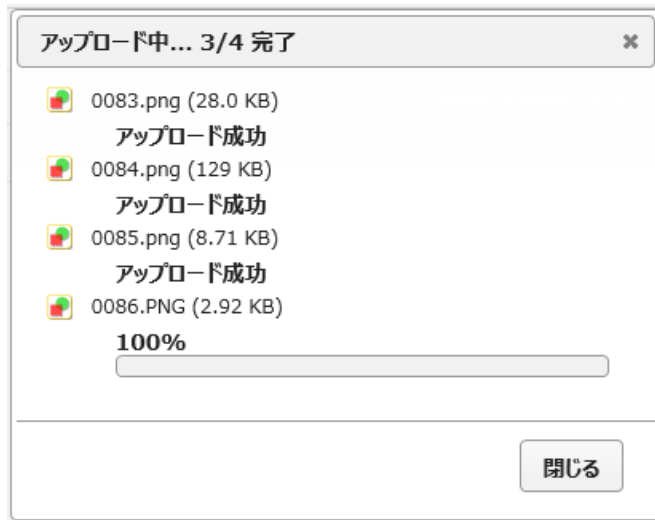 アップロード中... 3/4 完了
0083.png (28.0 KB)
アップロード成功
0084.png (129 KB)
アップロード成功
0085.png (8.71 KB)
アップロード成功
0086.PNG (2.92 KB)
100%
閉じる